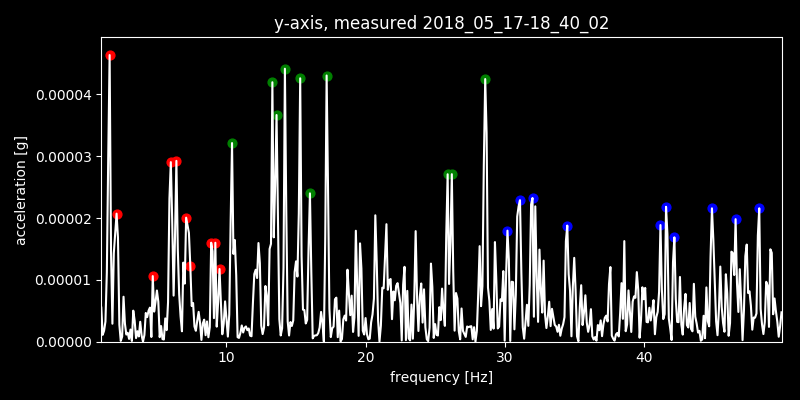 y-axis, measured 2018_05_17-18_40_02
0.00004
0.00003
0.00002
0.00001
0.00000
acceleration [g]
10 20 30 40
frequency [Hz]